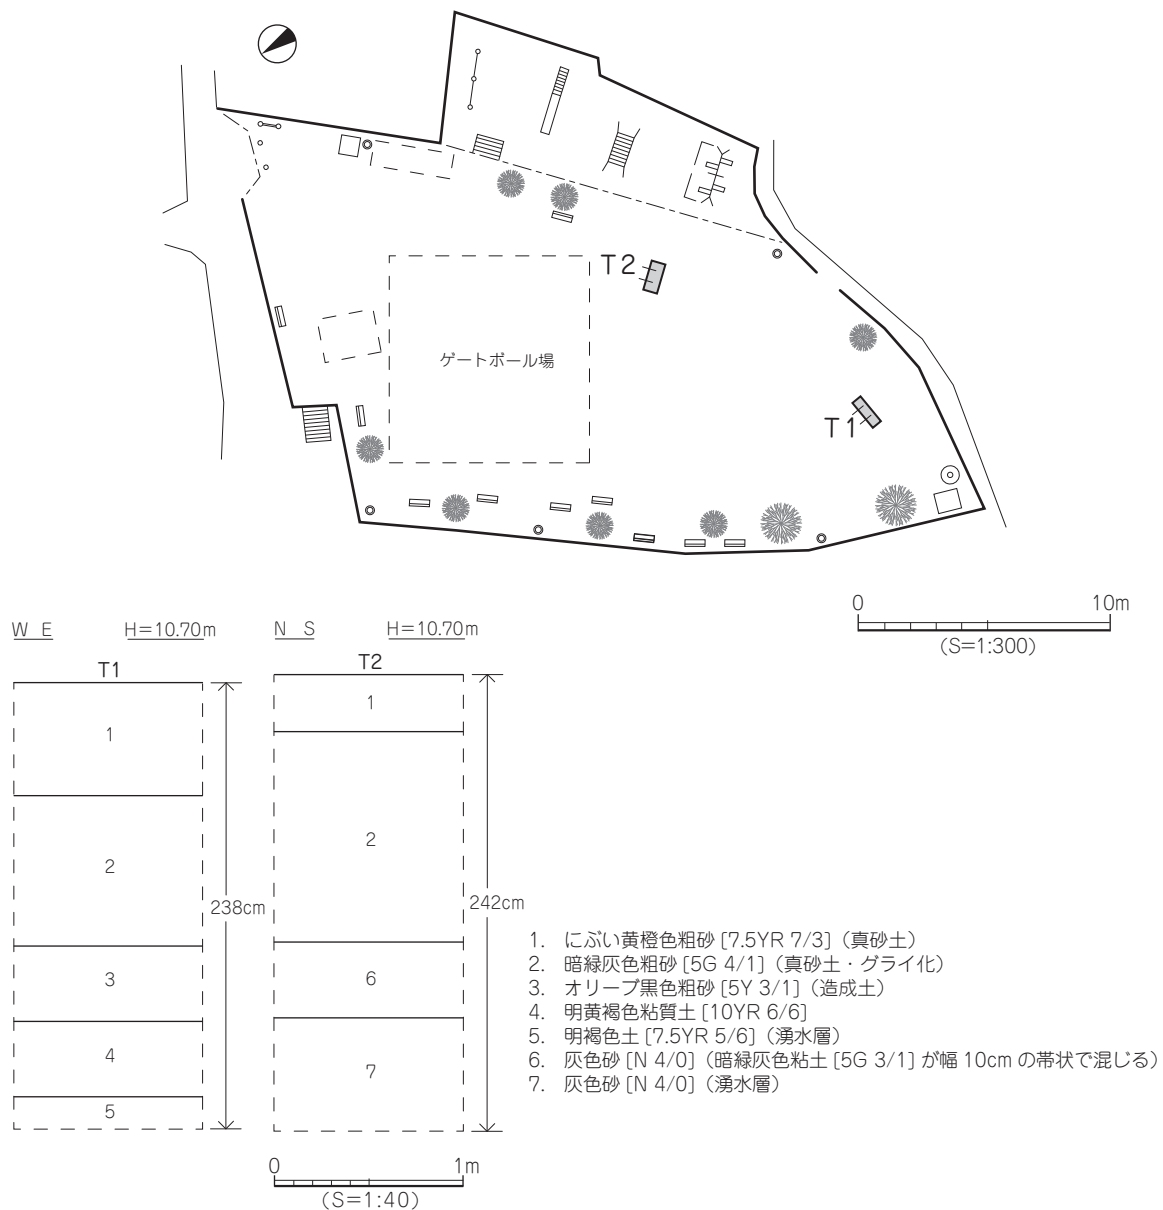 T2
ゲートボール場
T1
0 10m
(S=1:300)
W E H=10.70m
N S H=10.70m
T1
T2
1
2
3
4
5
238cm
1
2
6
7
242cm
1. にぶい黄橙色粗砂 [7.5YR 7/3]（真砂土）
2. 暗緑灰色粗砂 [5G 4/1]（真砂土・グライ化）
3. オリーブ黒色粗砂 [5Y 3/1]（造成土）
4. 明黄褐色粘質土 [10YR 6/6]
5. 明褐色土 [7.5YR 5/6]（湧水層）
6. 灰色砂 [N 4/0]（暗緑灰色粘土 [5G 3/1] が幅 10cm の帯状で混じる）
7. 灰色砂 [N 4/0]（湧水層）
0 1m
(S=1:40)